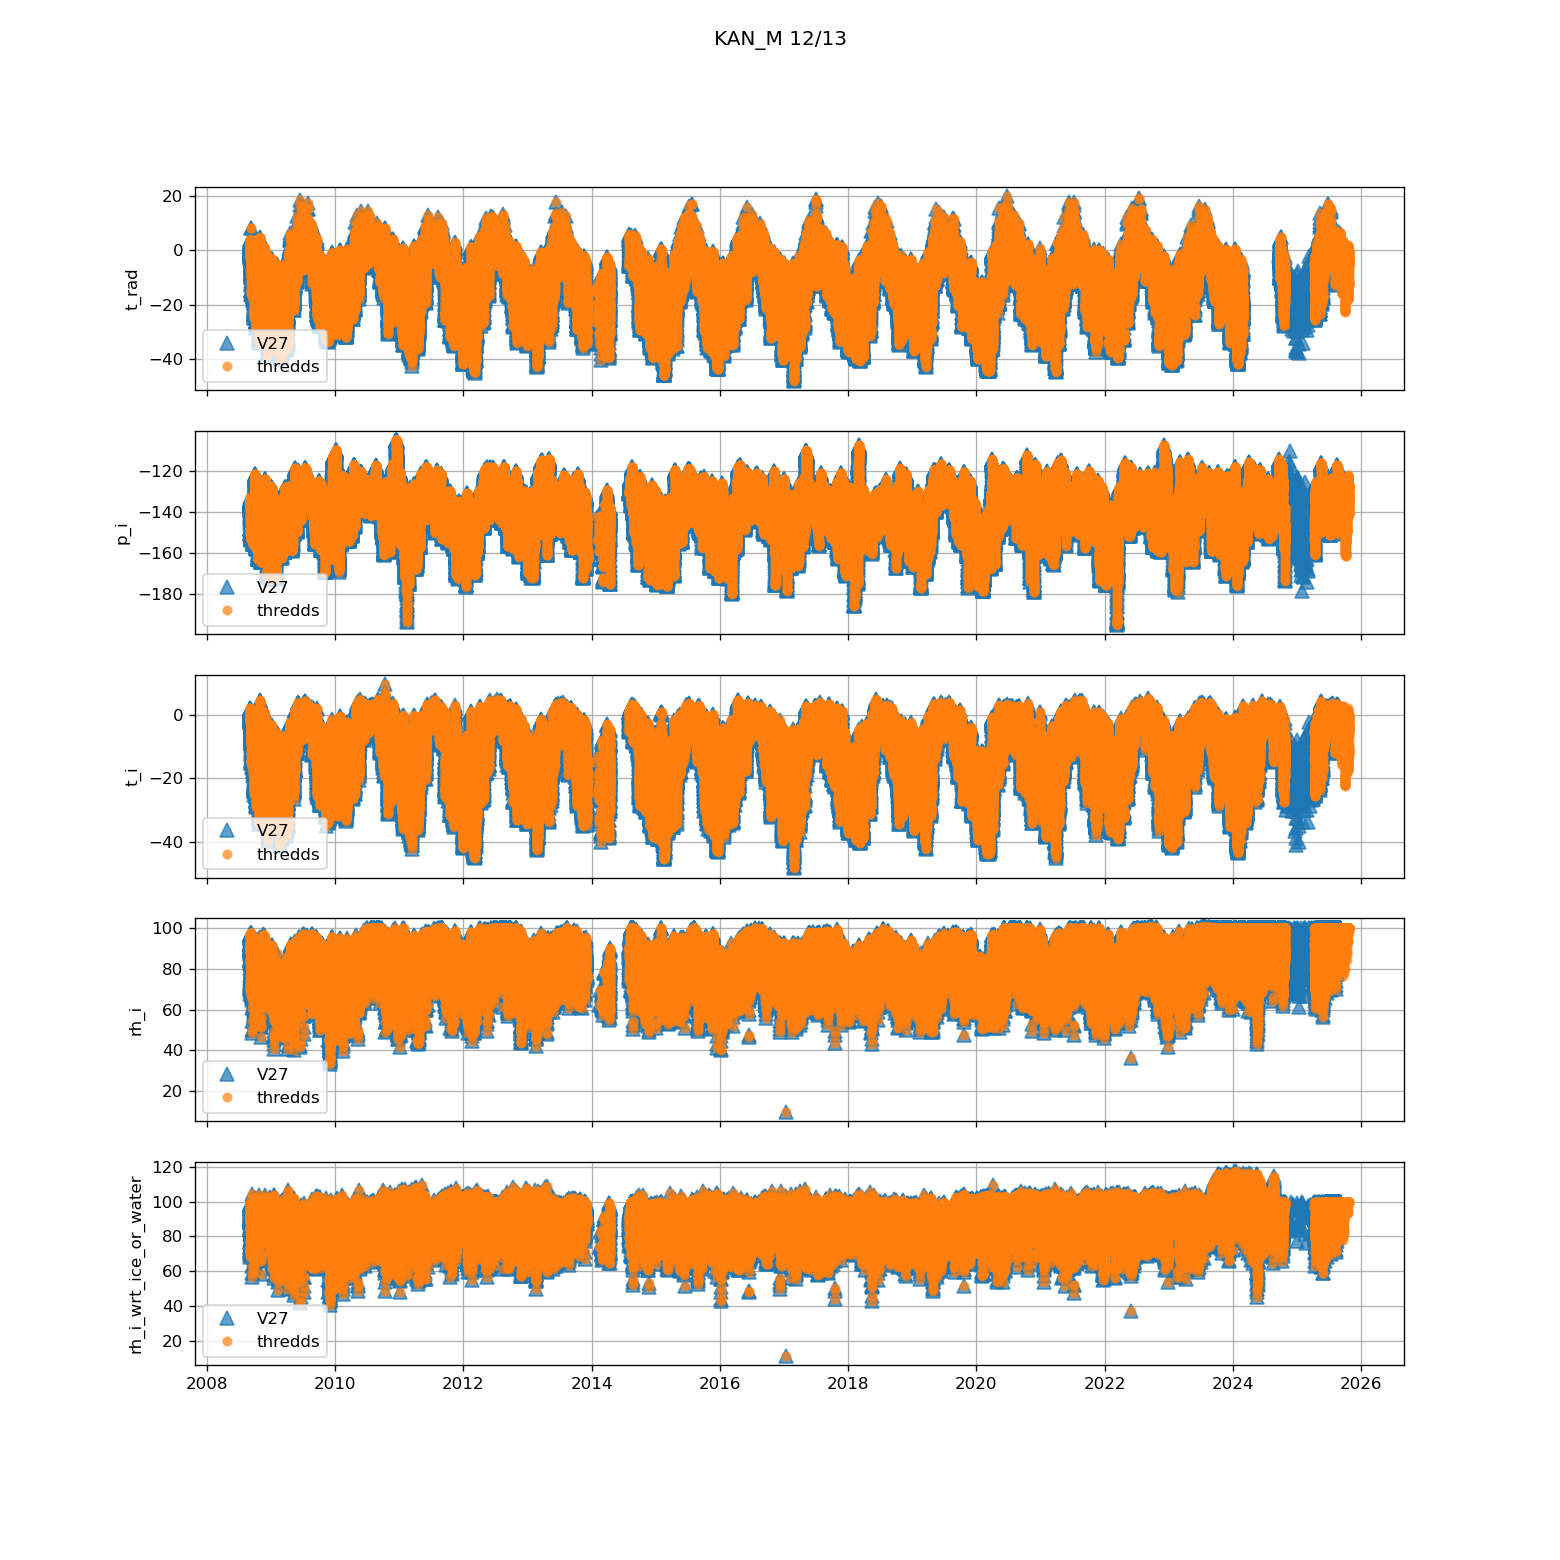 KAN_M 12/13
20
0
−20
−40
t_rad
V27
thredds
−120
−140
−160
−180
p_i
V27
thredds
0
−20
−40
t_i
V27
thredds
100
80
60
40
20
rh_i
V27
thredds
120
100
80
60
40
20
rh_i_wrt_ice_or_water
V27
thredds
2008 2010 2012 2014 2016 2018 2020 2022 2024 2026